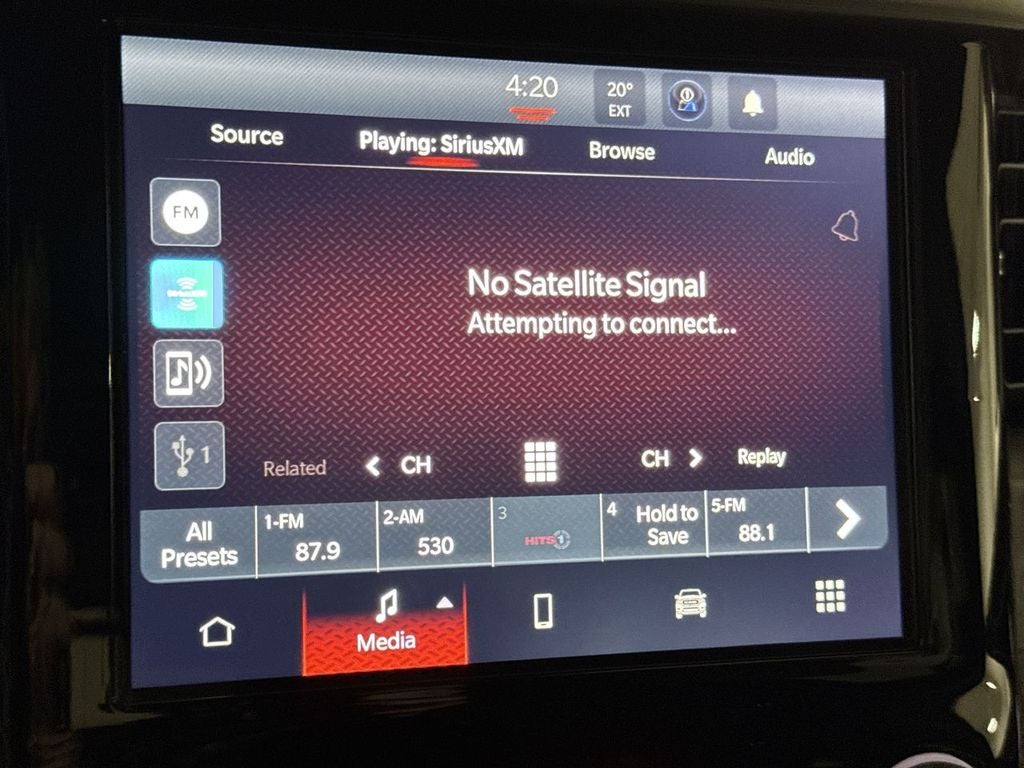 4:20
20°
EXT
Source
Playing: SiriusXM
Browse
Audio
FM
SiriusXM
No Satellite Signal
Attempting to connect...
1
Related
CH
CH
Replay
All
Presets
1-FM
87.9
2-AM
530
3
HITS1
4
Hold to
Save
5-FM
88.1
Media